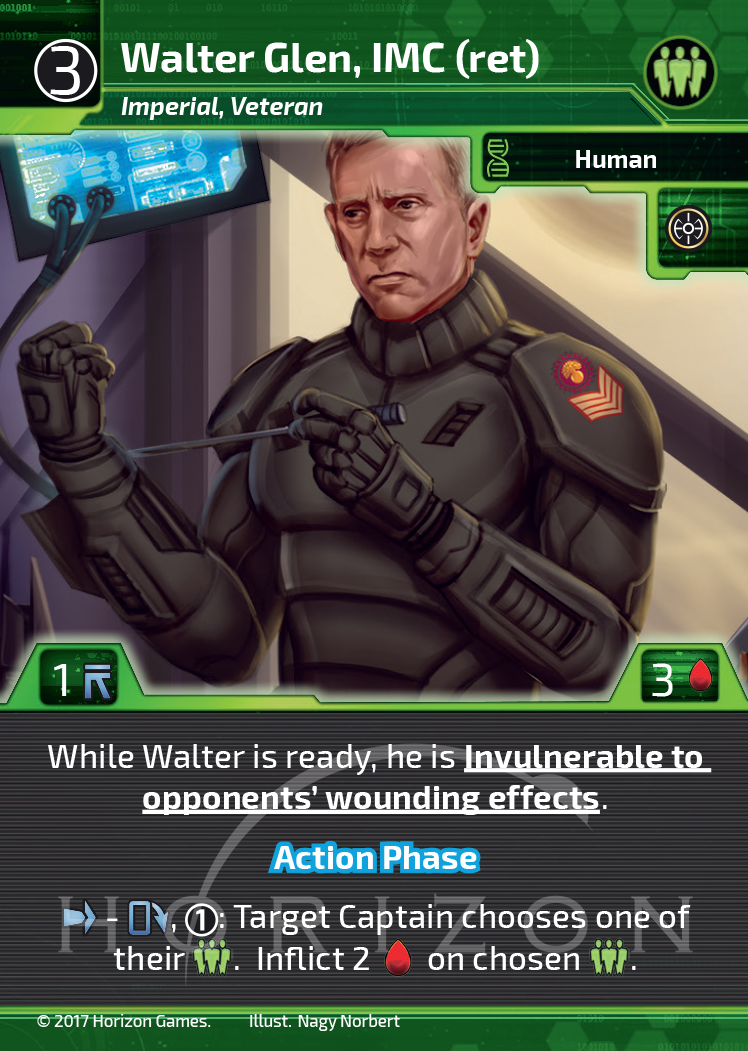 3
Walter Glen, IMC (ret)
Imperial, Veteran
Human
1
3
While Walter is ready, he is Invulnerable to
opponents’ wounding effects.
Action Phase
- , 1: Target Captain chooses one of
their . Inflict 2 on chosen .
HORIZON
© 2017 Horizon Games. Illust. Nagy Norbert